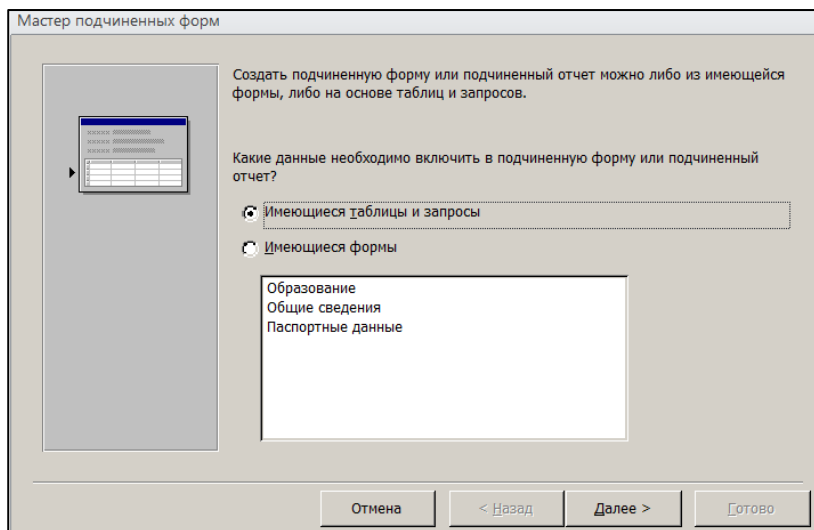 Мастер подчиненных форм
Создать подчиненную форму или подчиненный отчет можно либо из имеющейся
формы, либо на основе таблиц и запросов.
Какие данные необходимо включить в подчиненную форму или подчиненный
отчет?
Имеющиеся таблицы и запросы
Имеющиеся формы
Образование
Общие сведения
Паспортные данные
Отмена
< Назад
Далее >
Готово